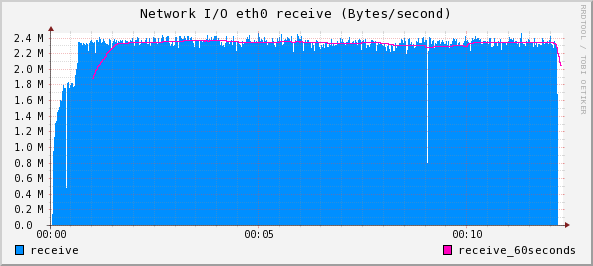 Network I/O eth0 receive (Bytes/second)
RRDTOOL / TOBI OETIKER
2.4 M
2.2 M
2.0 M
1.8 M
1.6 M
1.4 M
1.2 M
1.0 M
0.8 M
0.6 M
0.4 M
0.2 M
0.0
00:00 00:05 00:10
receive receive_60seconds